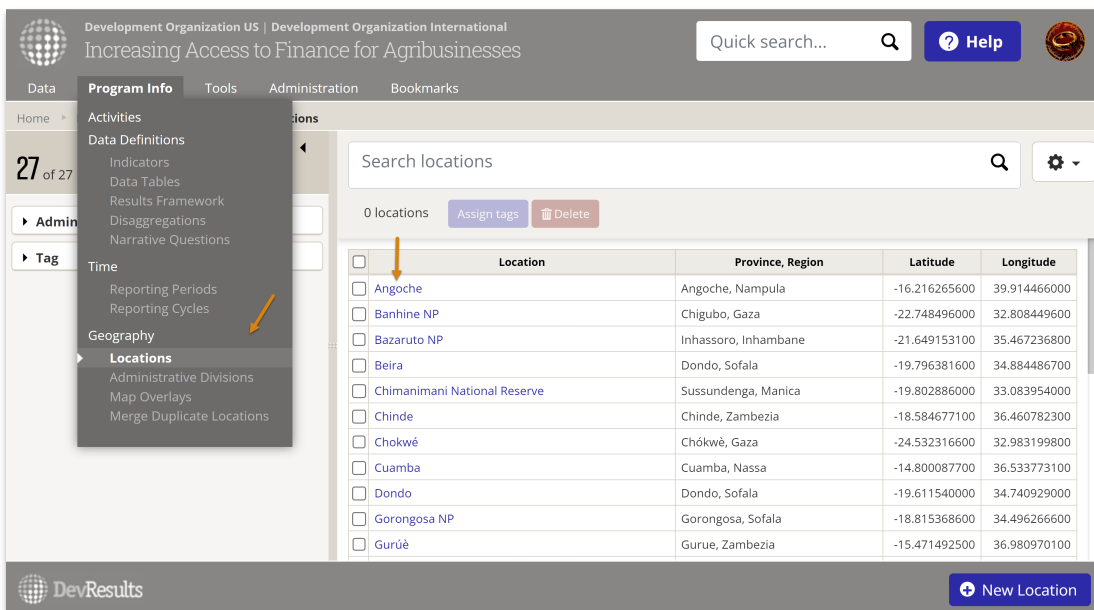 Development Organization US | Development Organization International
Increasing Access to Finance for Agribusinesses
Quick search...
? Help
Data Program Info Tools Administration Bookmarks
Home
tions
Activities
Data Definitions
Indicators
Data Tables
Results Framework
Disaggregations
Narrative Questions
Time
Reporting Periods
Reporting Cycles
Geography
Locations
Administrative Divisions
Map Overlays
Merge Duplicate Locations
27 of 27
Admin
Tag
Search locations
0 locations Assign tags Delete
Location Province, Region Latitude Longitude
Angoche Angoche, Nampula -16.216265600 39.914466000
Banhine NP Chigubo, Gaza -22.748496000 32.808449600
Bazaruto NP Inhassoro, Inhambane -21.649153100 35.467236800
Beira Dondo, Sofala -19.796381600 34.884486700
Chimanimani National Reserve Sussundenga, Manica -19.802886000 33.083954000
Chinde Chinde, Zambezia -18.584677100 36.460782300
Chokwé Chókwè, Gaza -24.532316600 32.983199800
Cuamba Cuamba, Nassa -14.800087700 36.533773100
Dondo Dondo, Sofala -19.611540000 34.740929000
Gorongosa NP Gorongosa, Sofala -18.815368600 34.496266600
Gurúè Gurue, Zambezia -15.471492500 36.980970100
DevResults
New Location